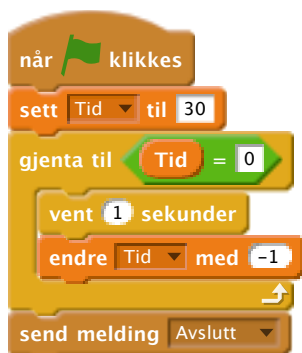 når klikkes
sett Tid til 30
gjenta til Tid = 0
vent 1 sekunder
endre Tid med -1
send melding Avslutt